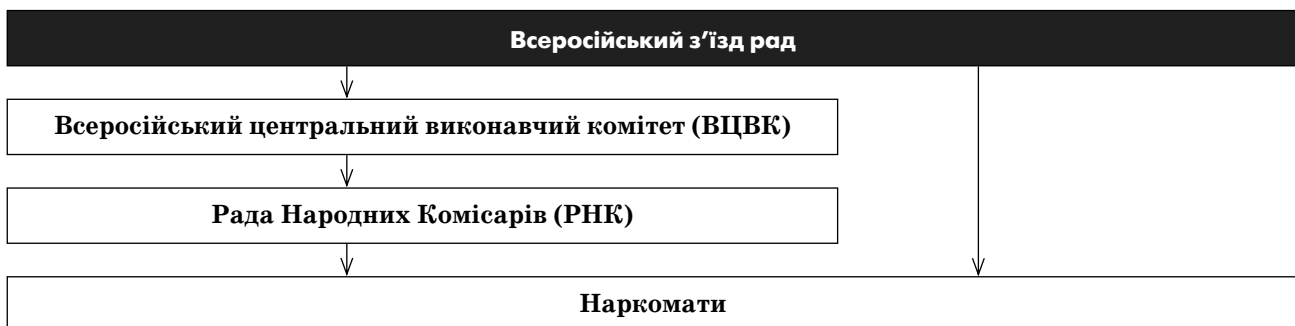 Всеросійський з’їзд рад
Всеросійський центральний виконавчий комітет (ВЦВК)
Рада Народних Комісарів (РНК)
Наркомати